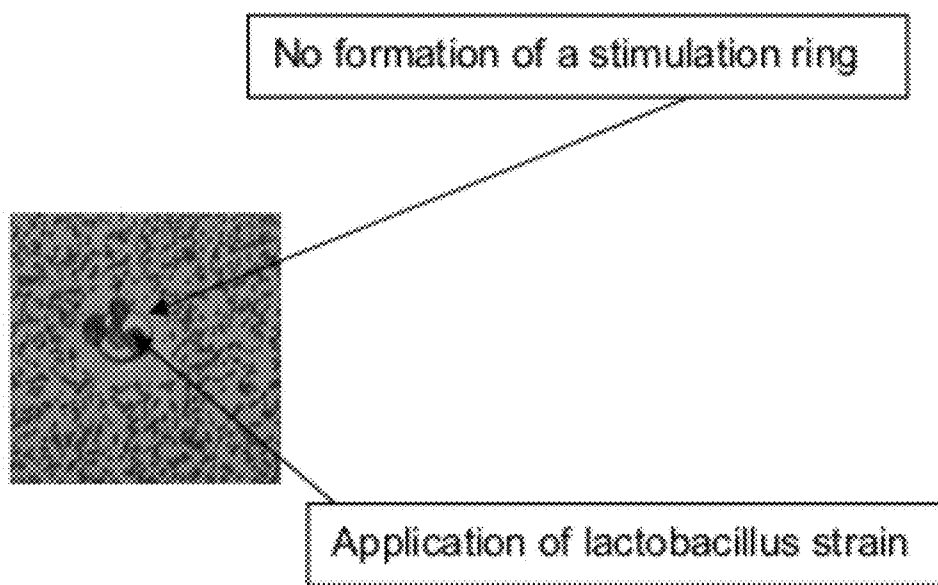 No formation of a stimulation ring
Application of lactobacillus strain